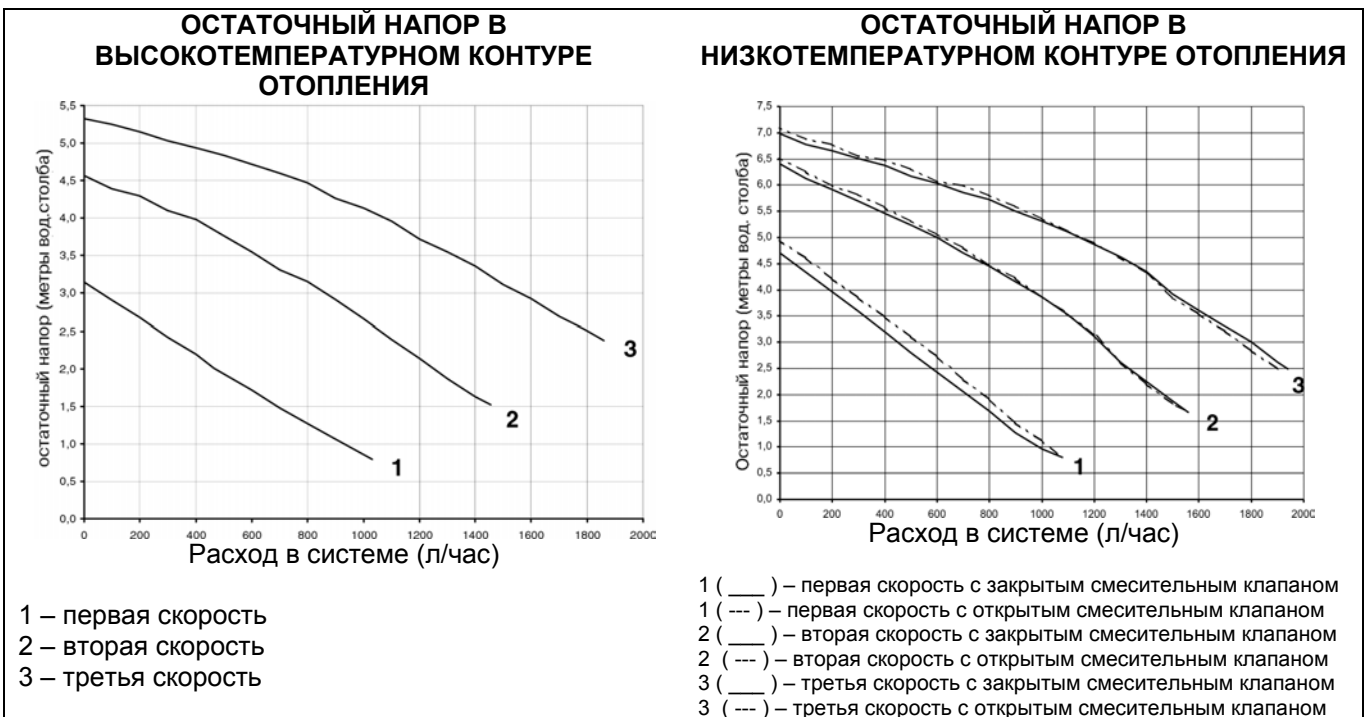 ОСТАТОЧНЫЙ НАПОР В
ВЫСОКОТЕМПЕРАТУРНОМ КОНТУРЕ
ОТОПЛЕНИЯ
5,5
5,0
4,5
4,0
3,5
3,0
2,5
2,0
1,5
1,0
0,5
0,0
остаточный напор (метры вод.столба)
3
2
1
0 200 400 600 800 1000 1200 1400 1600 1800 2000
Расход в системе (л/час)
1 – первая скорость
2 – вторая скорость
3 – третья скорость
ОСТАТОЧНЫЙ НАПОР В
НИЗКОТЕМПЕРАТУРНОМ КОНТУРЕ ОТОПЛЕНИЯ
7,5
7,0
6,5
6,0
5,5
5,0
4,5
4,0
3,5
3,0
2,5
2,0
1,5
1,0
0,5
0,0
Остаточный напор (метры вод. столба)
3
2
1
0 200 400 600 800 1000 1200 1400 1600 1800 2000
Расход в системе (л/час)
1 ( ___ ) – первая скорость с закрытым смесительным клапаном
1 ( --- ) – первая скорость с открытым смесительным клапаном
2 ( ___ ) – вторая скорость с закрытым смесительным клапаном
2 ( --- ) – вторая скорость с открытым смесительным клапаном
3 ( ___ ) – третья скорость с закрытым смесительным клапаном
3 ( --- ) – третья скорость с открытым смесительным клапаном